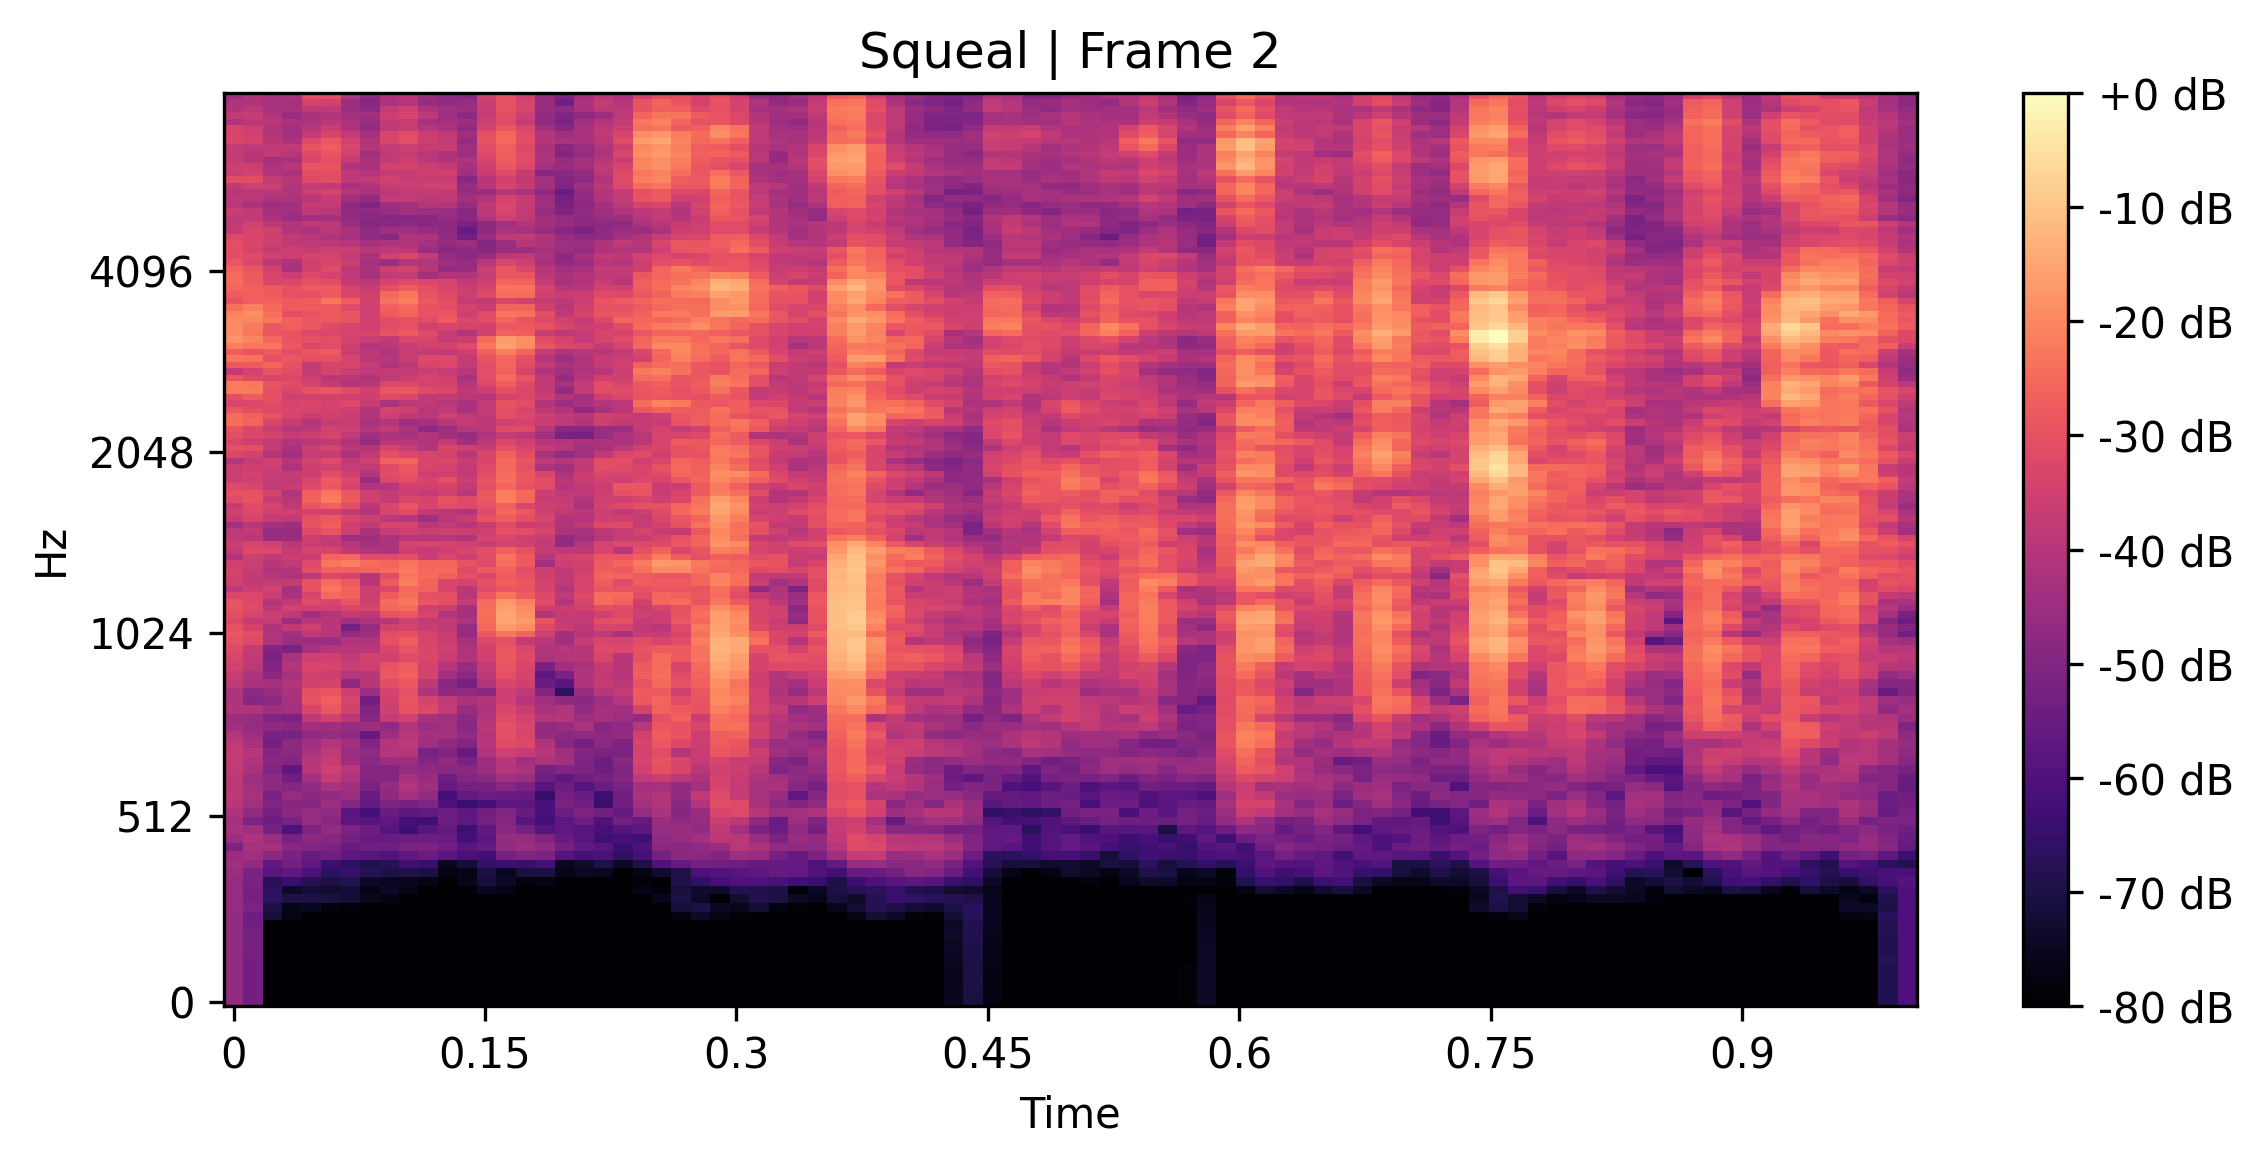 Squeal | Frame 2
+0 dB
-10 dB
-20 dB
-30 dB
-40 dB
-50 dB
-60 dB
-70 dB
-80 dB
Hz
4096
2048
1024
512
0
0 0.15 0.3 0.45 0.6 0.75 0.9
Time